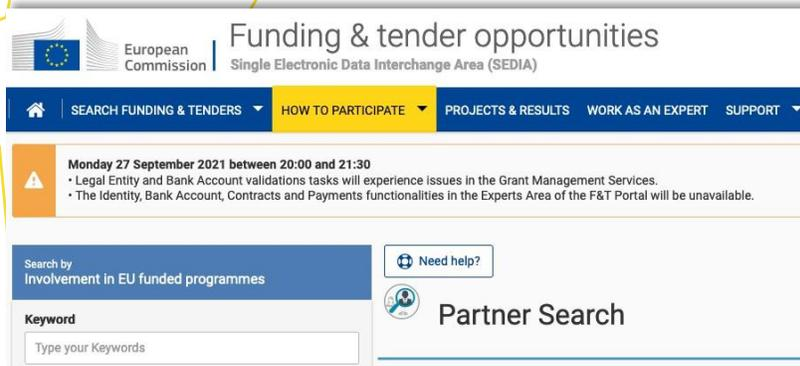 European
Commission
Funding & tender opportunities
Single Electronic Data Interchange Area (SEDIA)
SEARCH FUNDING & TENDERS HOW TO PARTICIPATE PROJECTS & RESULTS WORK AS AN EXPERT SUPPORT
Monday 27 September 2021 between 20:00 and 21:30
• Legal Entity and Bank Account validations tasks will experience issues in the Grant Management Services.
• The Identity, Bank Account, Contracts and Payments functionalities in the Experts Area of the F&T Portal will be unavailable.
Search by
Involvement in EU funded programmes
Keyword
Type your Keywords
Need help?
Partner Search